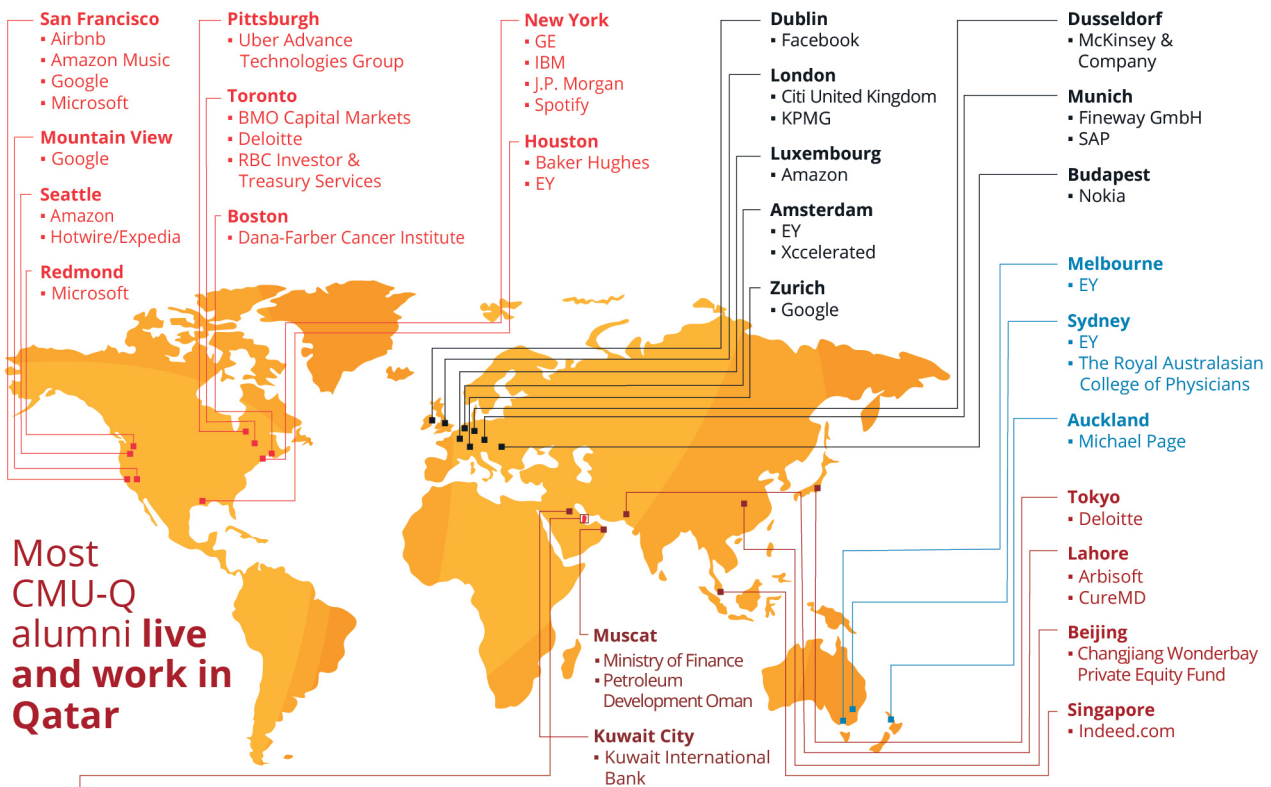 San Francisco
▪ Airbnb
▪ Amazon Music
▪ Google
▪ Microsoft
Mountain View
▪ Google
Seattle
▪ Amazon
▪ Hotwire/Expedia
Redmond
▪ Microsoft
Pittsburgh
▪ Uber Advance
Technologies Group
Toronto
▪ BMO Capital Markets
▪ Deloitte
▪ RBC Investor &
Treasury Services
Boston
▪ Dana-Farber Cancer Institute
New York
▪ GE
▪ IBM
▪ J.P. Morgan
▪ Spotify
Houston
▪ Baker Hughes
▪ EY
Dublin
▪ Facebook
London
▪ Citi United Kingdom
▪ KPMG
Luxembourg
▪ Amazon
Amsterdam
▪ EY
▪ Xccelerated
Zurich
▪ Google
Dusseldorf
▪ McKinsey &
Company
Munich
▪ Fineway GmbH
▪ SAP
Budapest
▪ Nokia
Melbourne
▪ EY
Sydney
▪ EY
▪ The Royal Australasian
College of Physicians
Auckland
▪ Michael Page
Tokyo
▪ Deloitte
Lahore
▪ Arbisoft
▪ CureMD
Beijing
▪ Changjiang Wonderbay
Private Equity Fund
Singapore
▪ Indeed.com
Muscat
▪ Ministry of Finance
▪ Petroleum
Development Oman
Kuwait City
▪ Kuwait International
Bank
Most
CMU-Q
alumni live
and work in
Qatar